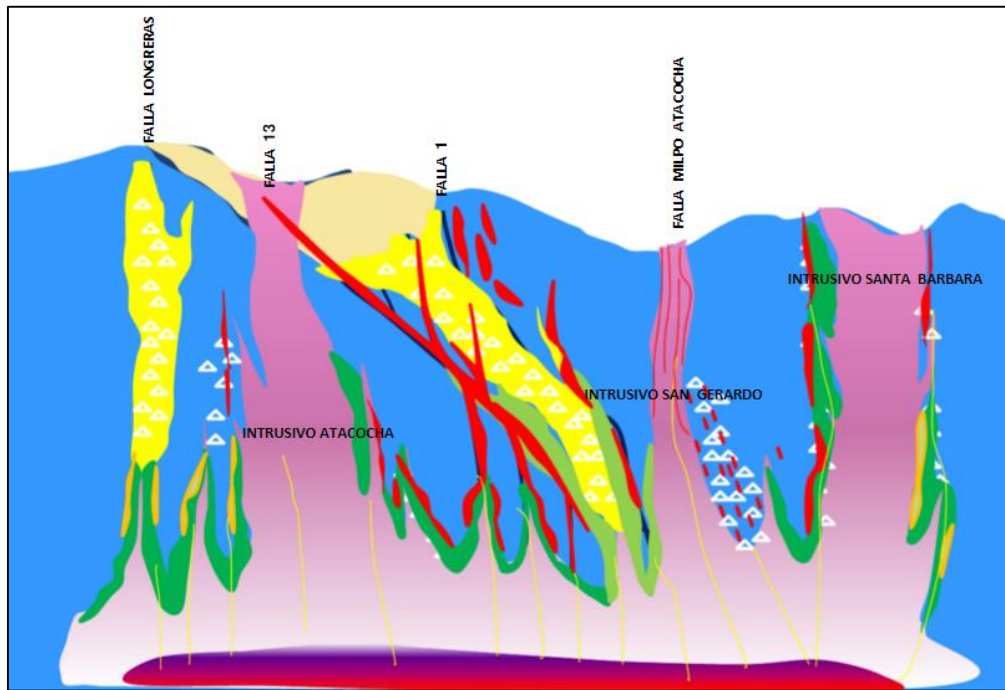 FALLA LONGRERAS
FALLA 13
FALLA 1
FALLA MILPO ATACOCHA
INTRUSIVO SANTA BARBARA
INTRUSIVO SAN GERARDO
INTRUSIVO ATACOCHA